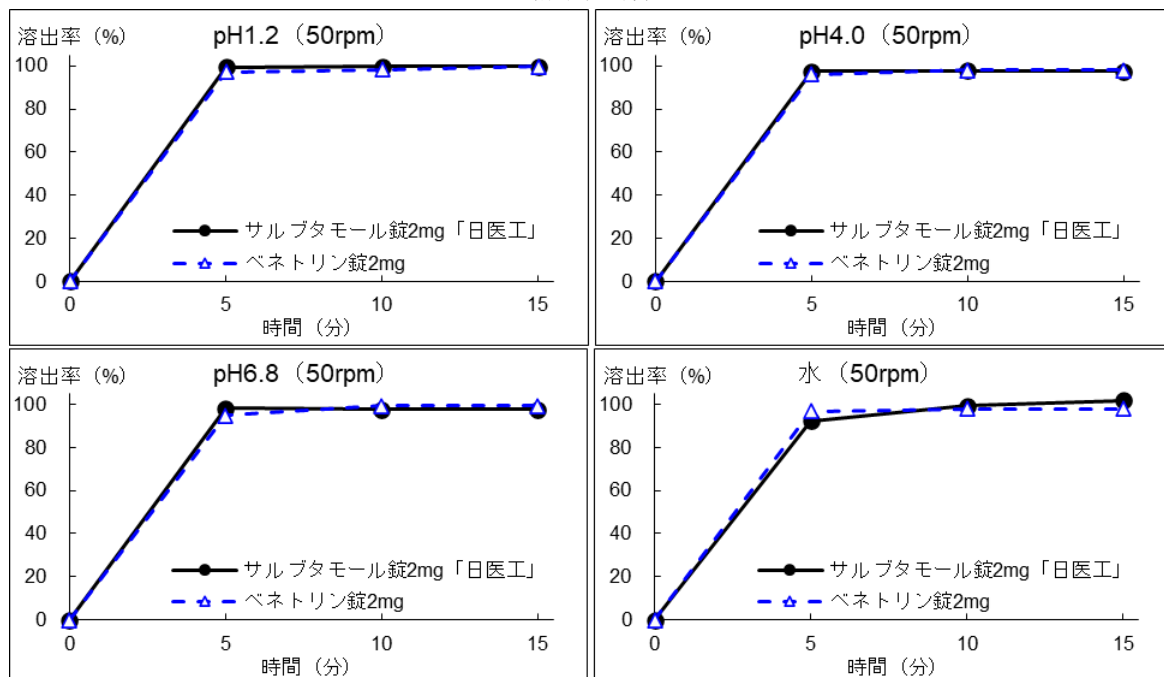 溶出率（%）
pH1.2（50rpm）
100
80
60
40
20
0
サルブタモール錠2mg「日医工」
ベネトリン錠2mg
0 5 10 15
時間（分）
溶出率（%）
pH4.0（50rpm）
100
80
60
40
20
0
サルブタモール錠2mg「日医工」
ベネトリン錠2mg
0 5 10 15
時間（分）
溶出率（%）
pH6.8（50rpm）
100
80
60
40
20
0
サルブタモール錠2mg「日医工」
ベネトリン錠2mg
0 5 10 15
時間（分）
溶出率（%）
水（50rpm）
100
80
60
40
20
0
サルブタモール錠2mg「日医工」
ベネトリン錠2mg
0 5 10 15
時間（分）